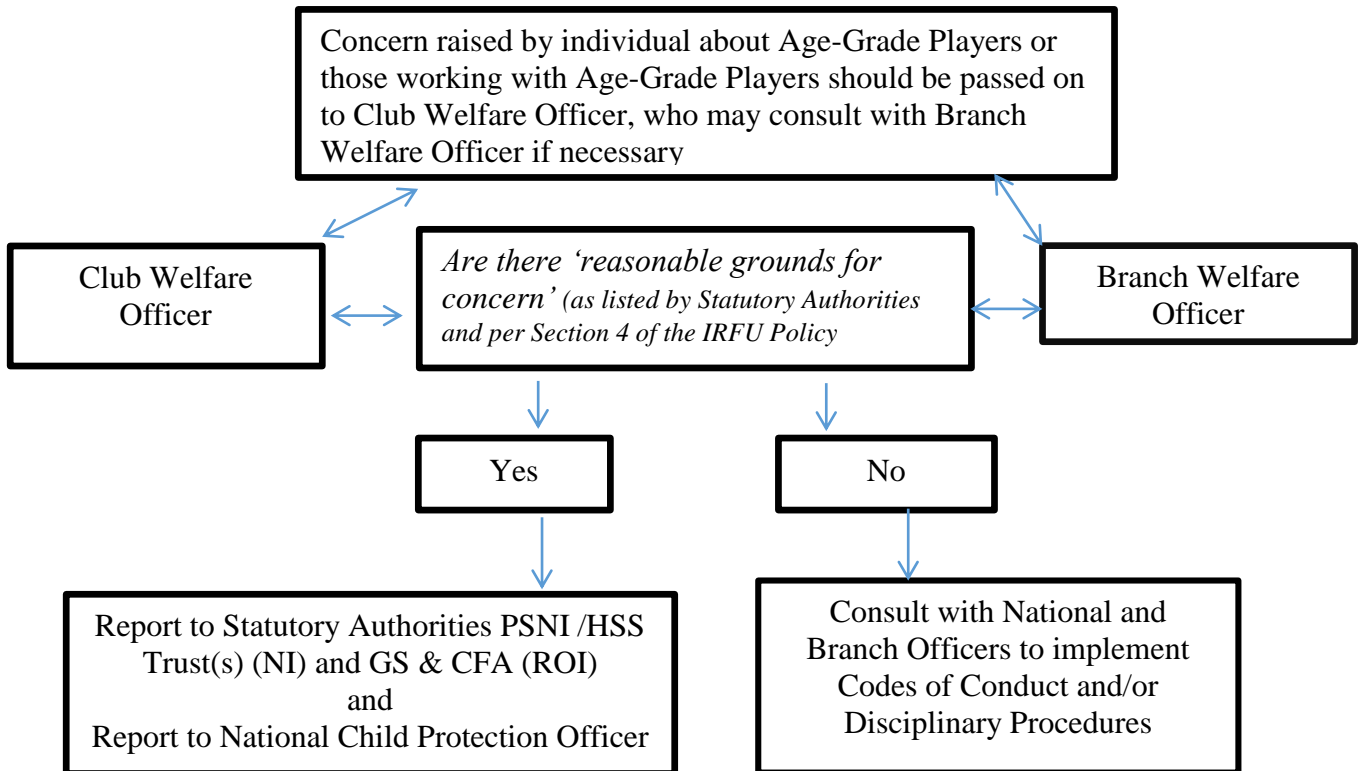 Concern raised by individual about Age-Grade Players or
those working with Age-Grade Players should be passed on
to Club Welfare Officer, who may consult with Branch
Welfare Officer if necessary
Club Welfare
Officer
Are there ‘reasonable grounds for
concern’ (as listed by Statutory Authorities
and per Section 4 of the IRFU Policy
Branch Welfare
Officer
Yes
No
Report to Statutory Authorities PSNI /HSS
Trust(s) (NI) and GS & CFA (ROI)
and
Report to National Child Protection Officer
Consult with National and
Branch Officers to implement
Codes of Conduct and/or
Disciplinary Procedures